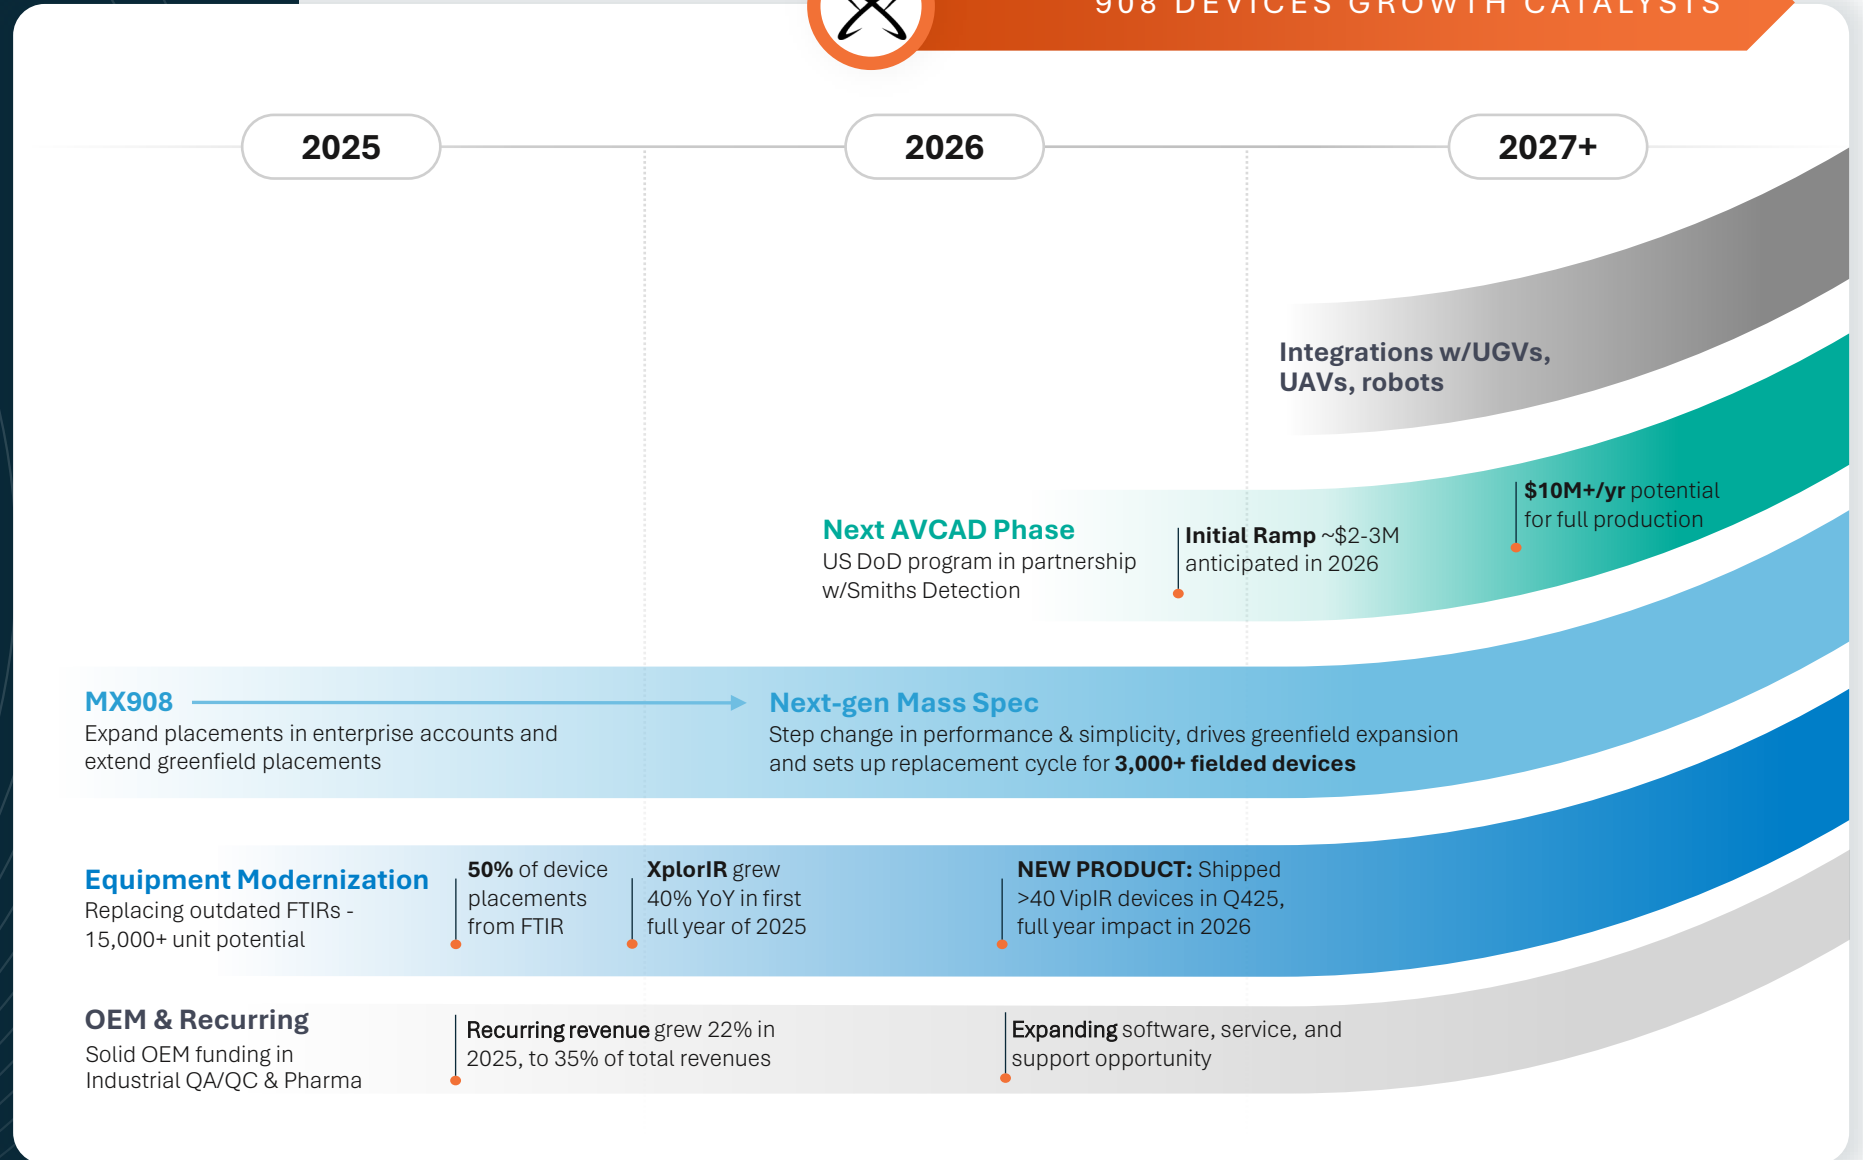 908 DEVICES GROWTH CATALYSTS
2025
2026
2027+
Integrations w/UGVs,
UAVs, robots
Next AVCAD Phase
US DoD program in partnership
w/Smiths Detection
Initial Ramp ~$2-3M
anticipated in 2026
$10M+/yr potential
for full production
MX908
Expand placements in enterprise accounts and
extend greenfield placements
Next-gen Mass Spec
Step change in performance & simplicity, drives greenfield expansion
and sets up replacement cycle for 3,000+ fielded devices
Equipment Modernization
Replacing outdated FTIRs -
15,000+ unit potential
50% of device
placements
from FTIR
XplorIR grew
40% YoY in first
full year of 2025
NEW PRODUCT: Shipped
>40 VipIR devices in Q425,
full year impact in 2026
OEM & Recurring
Solid OEM funding in
Industrial QA/QC & Pharma
Recurring revenue grew 22% in
2025, to 35% of total revenues
Expanding software, service, and
support opportunity